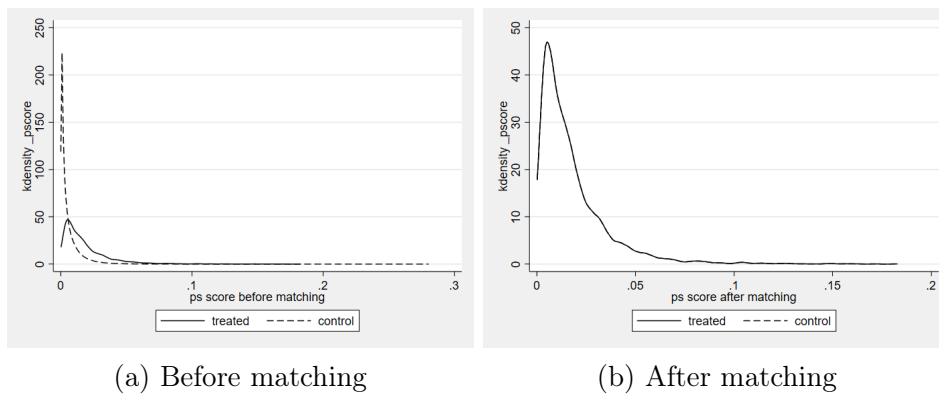 kdensity _pscore
250
200
150
100
50
0
0 .1 .2 .3
ps score before matching
treated control
(a) Before matching
kdensity _pscore
50
40
30
20
10
0
0 .05 .1 .15 .2
ps score after matching
treated control
(b) After matching